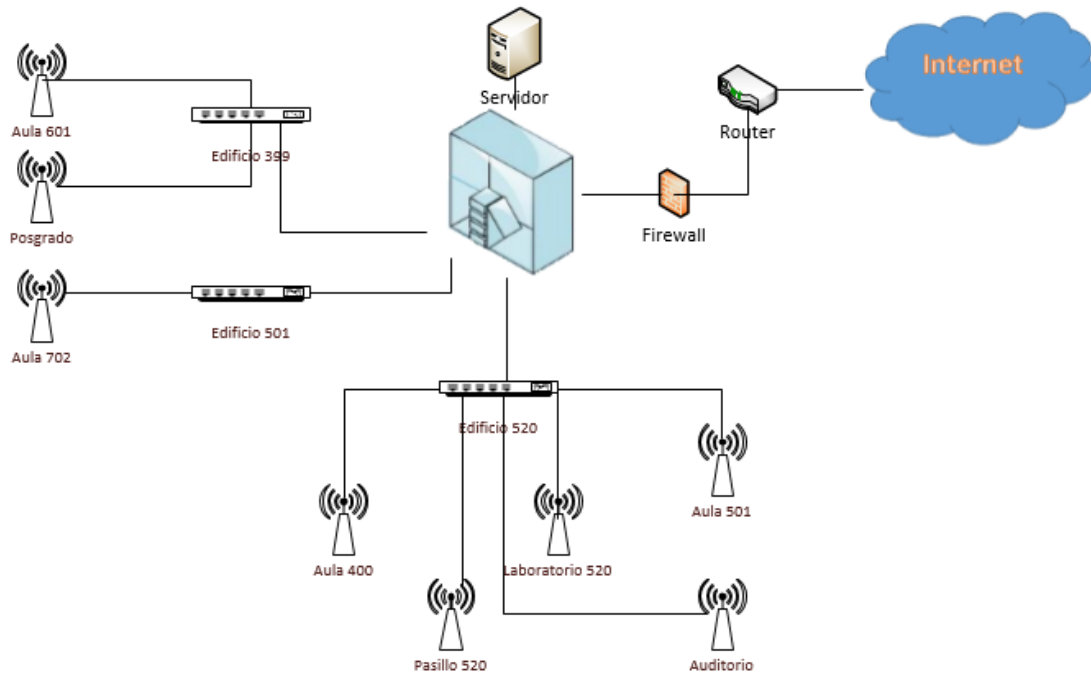 Internet
Servidor
Router
Aula 601
Edificio 399
Posgrado
Firewall
Edificio 501
Aula 702
Edificio 520
Aula 501
Aula 400
Laboratorio 520
Pasillo 520
Auditorio